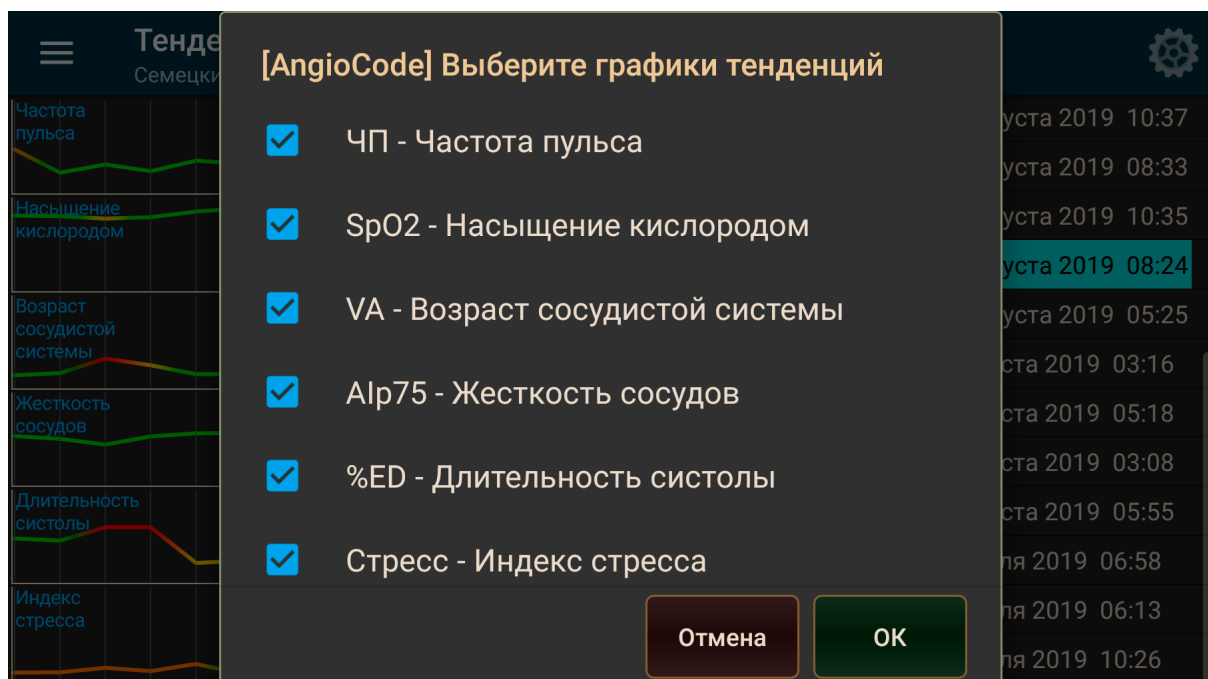 Тенде
Семецки
[AngioCode] Выберите графики тенденций
ЧП - Частота пульса
SpO2 - Насыщение кислородом
VA - Возраст сосудистой системы
AIp75 - Жесткость сосудов
%ED - Длительность систолы
Стресс - Индекс стресса
Отмена
ОК
Частота
пульса
Насыщение
кислородом
Возраст
сосудистой
системы
Жесткость
сосудов
Длительность
систолы
Индекс
стресса
уста 2019 10:37
уста 2019 08:33
уста 2019 10:35
уста 2019 08:24
уста 2019 05:25
ста 2019 03:16
ста 2019 05:18
ста 2019 03:08
ста 2019 05:55
ля 2019 06:58
ля 2019 06:13
ля 2019 10:26